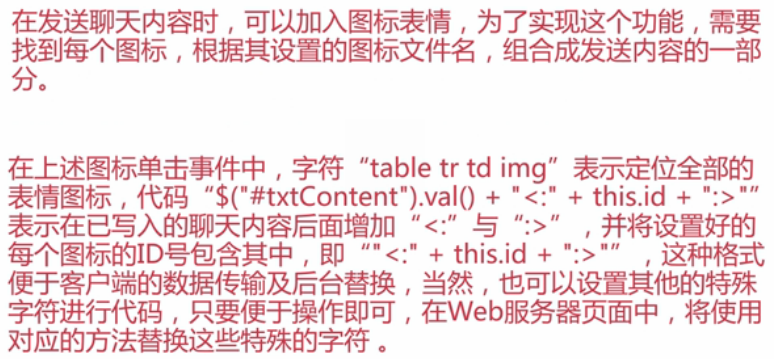 在发送聊天内容时，可以加入图标表情，为了实现这个功能，需要
找到每个图标，根据其设置的图标文件名，组合成发送内容的一部
分。
在上述图标单击事件中，字符“table tr td img”表示定位全部的
表情图标，代码“$("#txtContent").val() + "<:" + this.id + ":>"”
表示在已写入的聊天内容后面增加“<:”与“:>”，并将设置好的
每个图标的ID号包含其中，即“"<:" + this.id + ":>"”，这种格式
便于客户端的数据传输及后台替换，当然，也可以设置其他的特殊
字符进行代码，只要便于操作即可，在Web服务器页面中，将使用
对应的方法替换这些特殊的字符 。